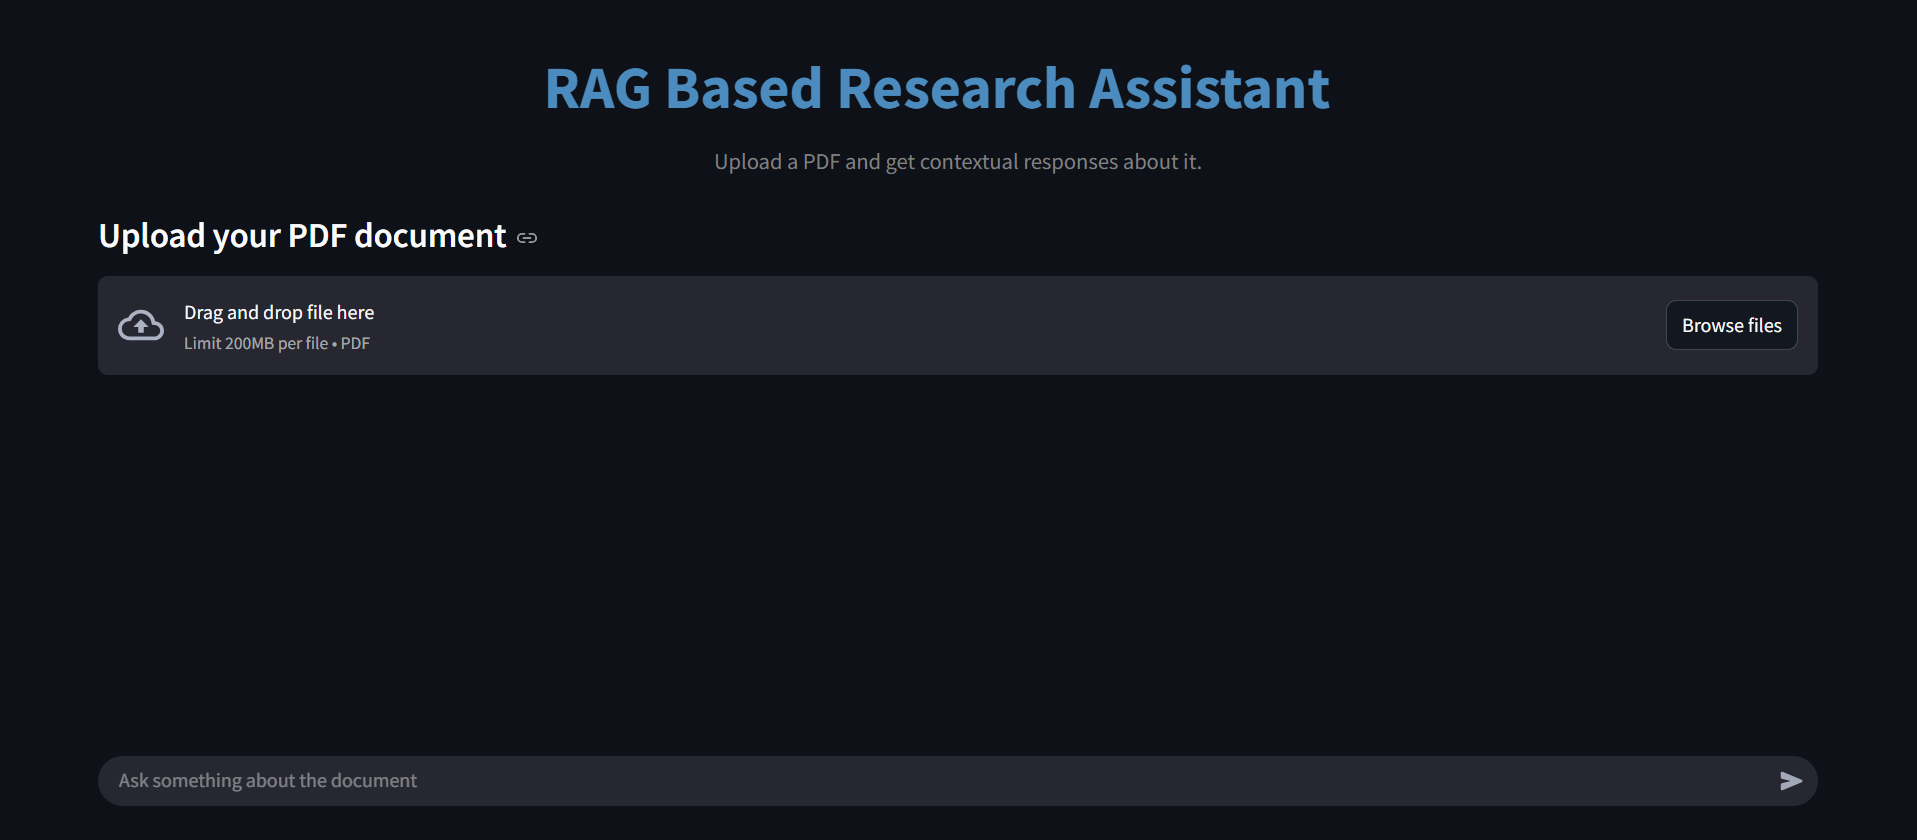 RAG Based Research Assistant
Upload a PDF and get contextual responses about it.
Upload your PDF document
Drag and drop file here
Limit 200MB per file • PDF
Browse files
Ask something about the document